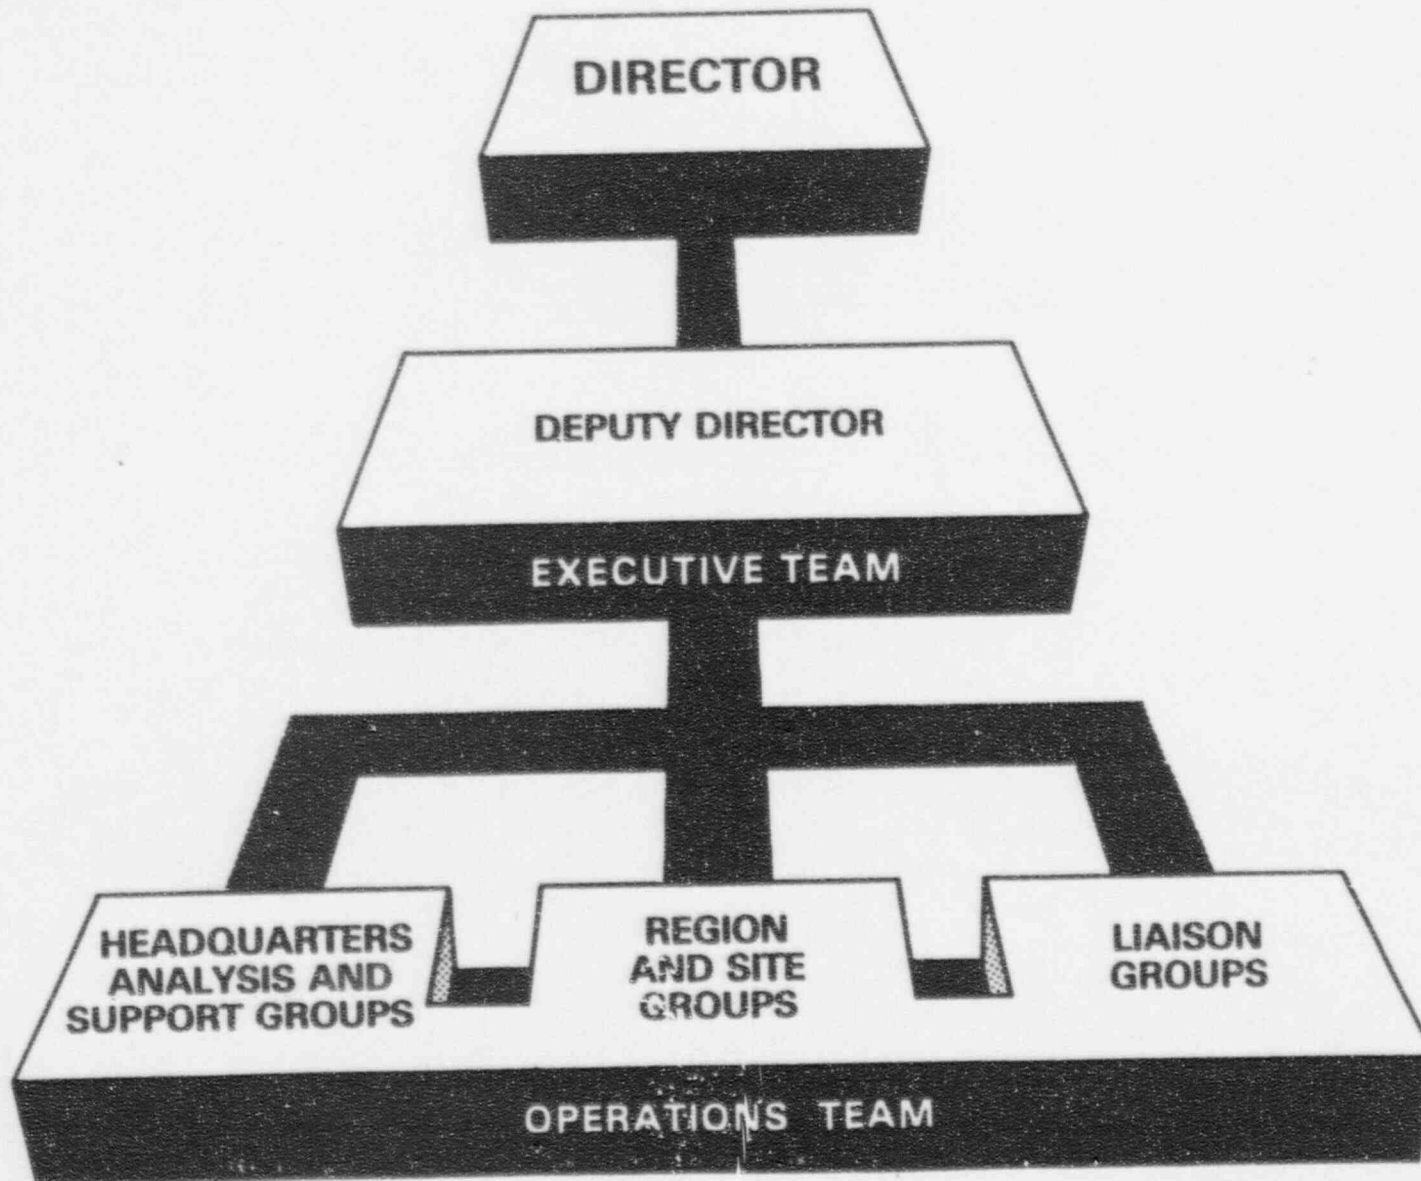 DIRECTOR
DEPUTY DIRECTOR
EXECUTIVE TEAM
HEADQUARTERS
ANALYSIS AND
SUPPORT GROUPS
REGION
AND SITE
GROUPS
LIAISON
GROUPS
OPERATIONS TEAM